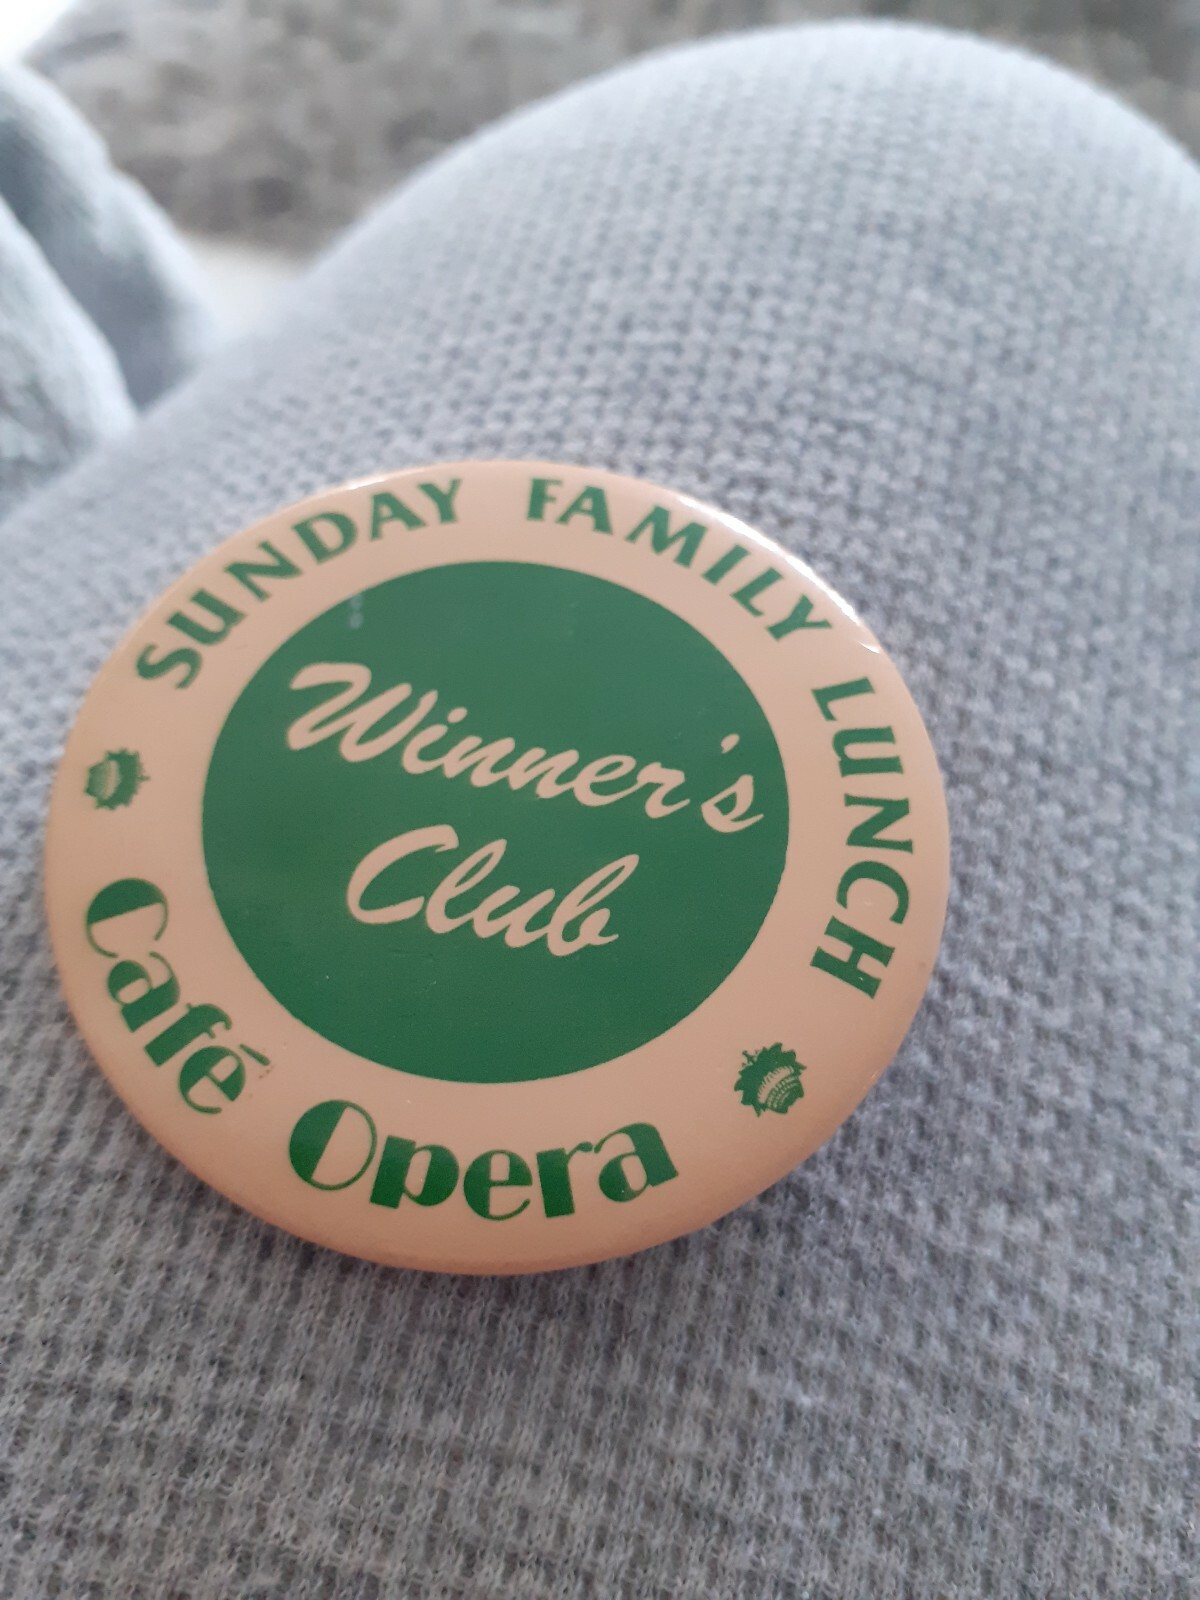 SUNDAY FAMILY LUNCH
Winner's
Club
Café Opera